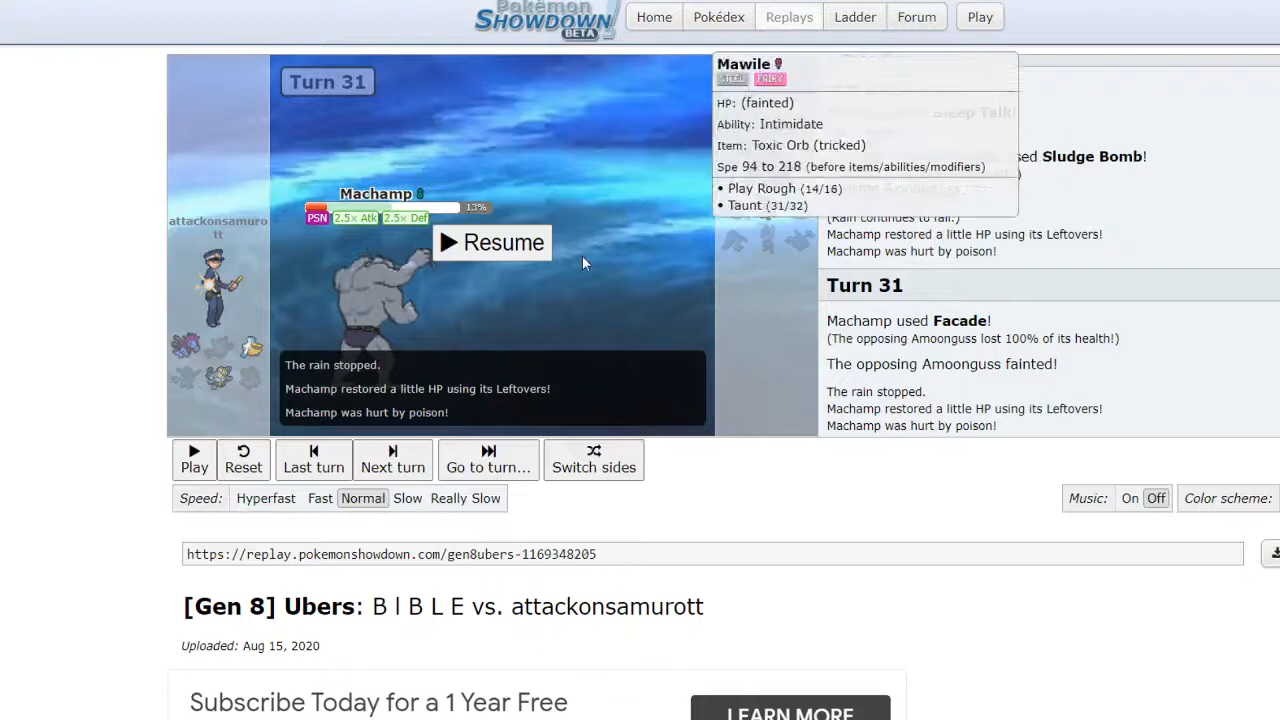 Pokémon
SHOWDOWN!
BETA
Home
Pokédex
Replays
Ladder
Forum
Play
Turn 31
Mawile
STEEL FAIRY
HP: (fainted)
Ability: Intimidate
Item: Toxic Orb (tricked)
Spe 94 to 218 (before items/abilities/modifiers)
• Play Rough (14/16)
• Taunt (31/32)
Sleep Talk!
sed Sludge Bomb!
(Rain continues to fall.)
Machamp restored a little HP using its Leftovers!
Machamp was hurt by poison!
Turn 31
Machamp used Facade!
(The opposing Amoonguss lost 100% of its health!)
The opposing Amoonguss fainted!
The rain stopped.
Machamp restored a little HP using its Leftovers!
Machamp was hurt by poison!
attackonsamuro
tt
Machamp
13%
PSN 2.5× Atk 2.5× Def
Resume
The rain stopped.
Machamp restored a little HP using its Leftovers!
Machamp was hurt by poison!
Play
Reset
Last turn
Next turn
Go to turn...
Switch sides
Speed: Hyperfast Fast Normal Slow Really Slow
Music: On Off
Color scheme:
https://replay.pokemonshowdown.com/gen8ubers-1169348205
[Gen 8] Ubers: B l B L E vs. attackonsamurott
Uploaded: Aug 15, 2020
Subscribe Today for a 1 Year Free
LEARN MORE